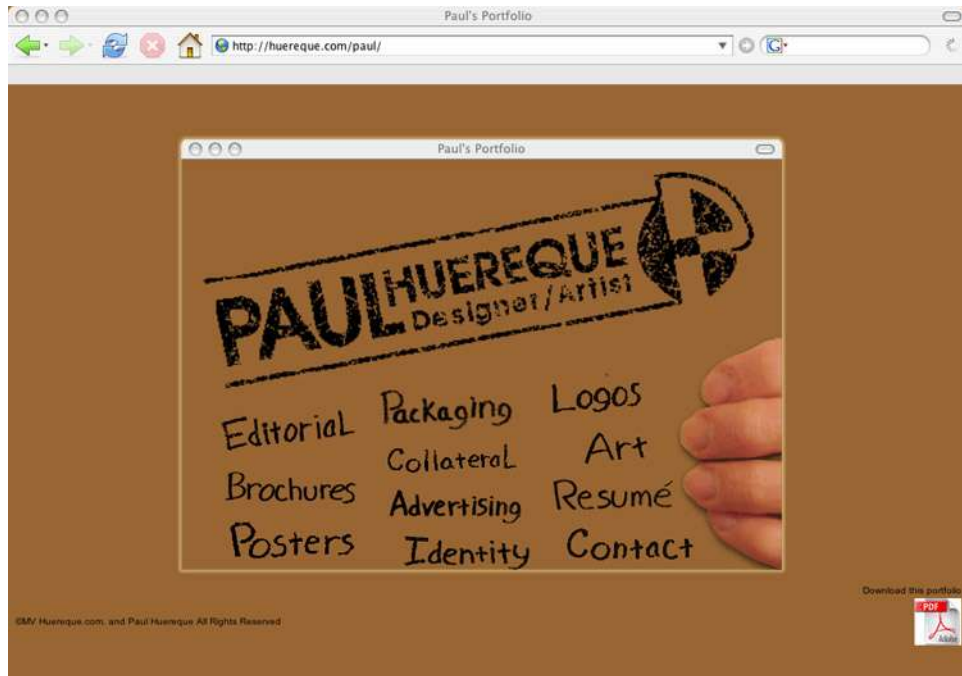 Paul's Portfolio
http://huereque.com/paul/
G
Paul's Portfolio
PAUL HUEREQUE
Designer/Artist
Editorial Packaging Logos
Brochures Collateral Art
Posters Advertising Resumé
Identity Contact
Download this portfolio
PDF
Adobe
©MV Huereque.com. and Paul Huereque All Rights Reserved